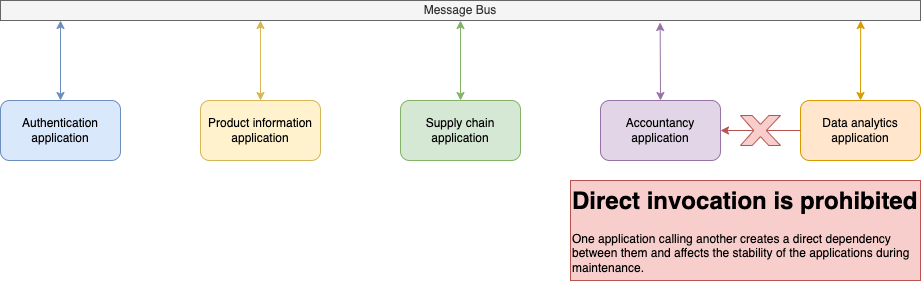 Message Bus
Authentication
application
Product information
application
Supply chain
application
Accountancy
application
Data analytics
application
Direct invocation is prohibited
One application calling another creates a direct dependency
between them and affects the stability of the applications during
maintenance.